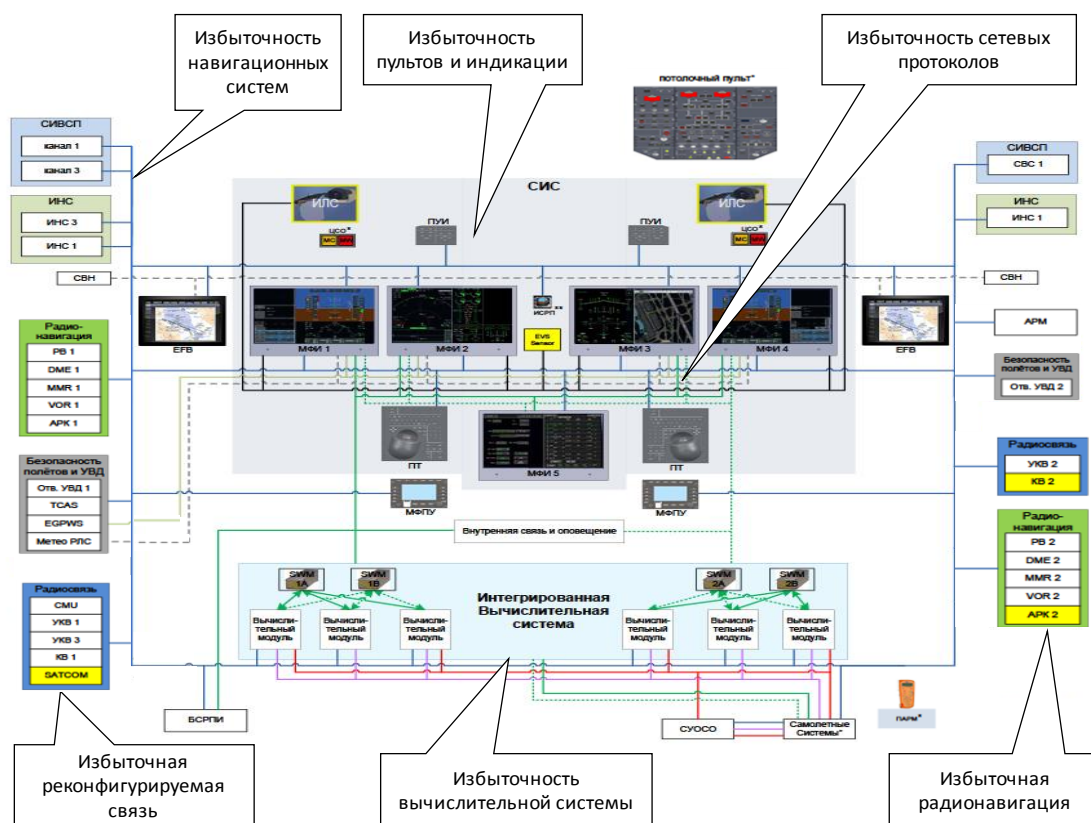 Избыточность
навигационных
систем
Избыточность
пультов и индикации
Избыточность сетевых
протоколов
ПОТОЛОЧНЫЙ ПУЛЬТ*
СИВСП
канал 1
канал 3
ИНС
ИНС 3
ИНС 1
СВН
EFB
Радио-
навигация
РВ 1
DME 1
MMR 1
VOR 1
АРК 1
Безопасность
полётов и УВД
Отв. УВД 1
TCAS
EGPWS
Метео РЛС
Радиосвязь
CMU
УКВ 1
УКВ 3
КВ 1
SATCOM
СИС
ИЛС
ЦСО*
MC MW
ПУИ
ПУИ
ИЛС
ЦСО*
MC MW
МФИ 1
МФИ 2
ИСРП
EVS
Sensor
МФИ 3
МФИ 4
ПТ
МФИ 5
ПТ
МФПУ
МФПУ
Внутренняя связь и оповещение
SWM
1A
SWM
1B
SWM
2A
SWM
2B
Интегрированная
Вычислительная
система
Вычисли-
тельный
модуль
Вычисли-
тельный
модуль
Вычисли-
тельный
модуль
Вычисли-
тельный
модуль
Вычисли-
тельный
модуль
Вычисли-
тельный
модуль
БСРПИ
СУОСО
Самолетные
Системы*
ПАРМ*
СИВСП
СВС 1
ИНС
ИНС 1
СВН
EFB
АРМ
Безопасность
полётов и УВД
Отв. УВД 2
Радиосвязь
УКВ 2
КВ 2
Радио-
навигация
РВ 2
DME 2
MMR 2
VOR 2
АРК 2
Избыточная
реконфигурируемая
связь
Избыточность
вычислительной системы
Избыточная
радионавигация